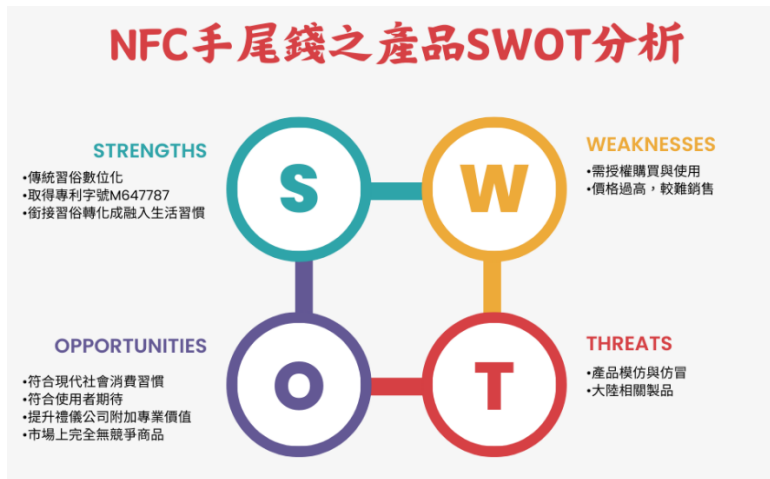 NFC手尾錢之產品SWOT分析
STRENGTHS
•傳統習俗數位化
•取得專利字號M647787
•銜接習俗轉化成融入生活習慣
S
W
WEAKNESSES
•需授權購買與使用
•價格過高，較難銷售
OPPORTUNITIES
•符合現代社會消費習慣
•符合使用者期待
•提升禮儀公司附加專業價值
•市場上完全無競爭商品
O
T
THREATS
•產品模仿與仿冒
•大陸相關製品